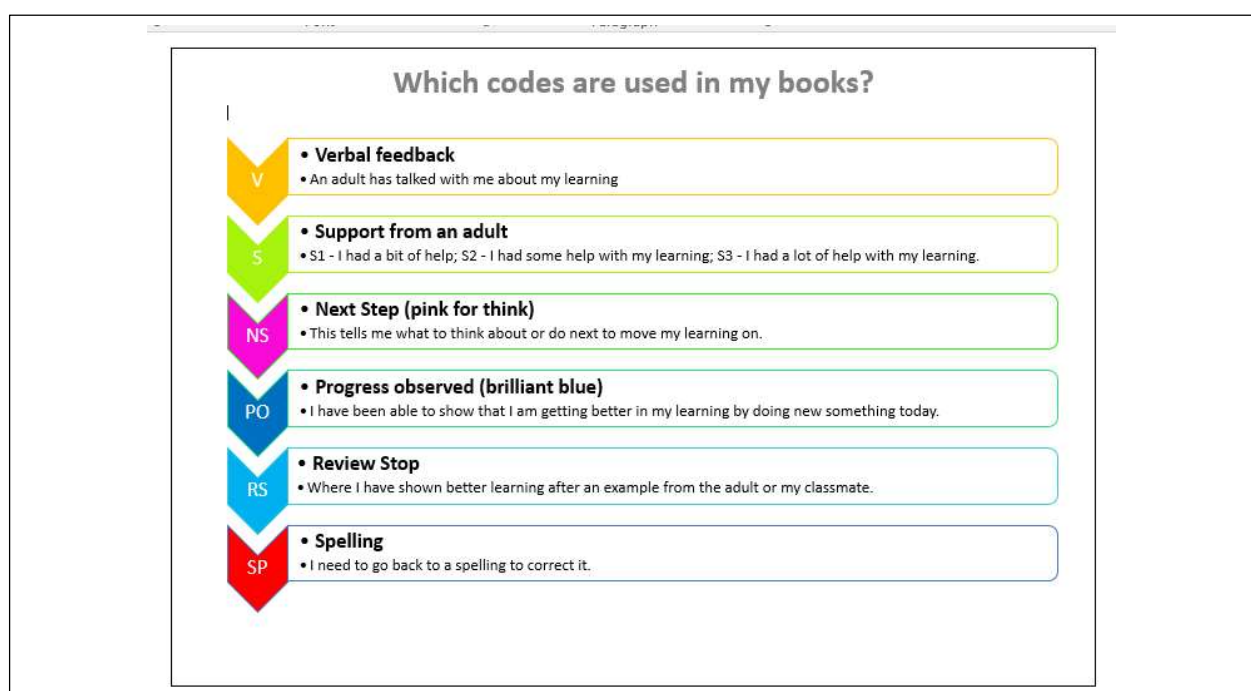 Which codes are used in my books?
V
• Verbal feedback
• An adult has talked with me about my learning
S
• Support from an adult
• S1 - I had a bit of help; S2 - I had some help with my learning; S3 - I had a lot of help with my learning.
NS
• Next Step (pink for think)
• This tells me what to think about or do next to move my learning on.
PO
• Progress observed (brilliant blue)
• I have been able to show that I am getting better in my learning by doing new something today.
RS
• Review Stop
• Where I have shown better learning after an example from the adult or my classmate.
SP
• Spelling
• I need to go back to a spelling to correct it.